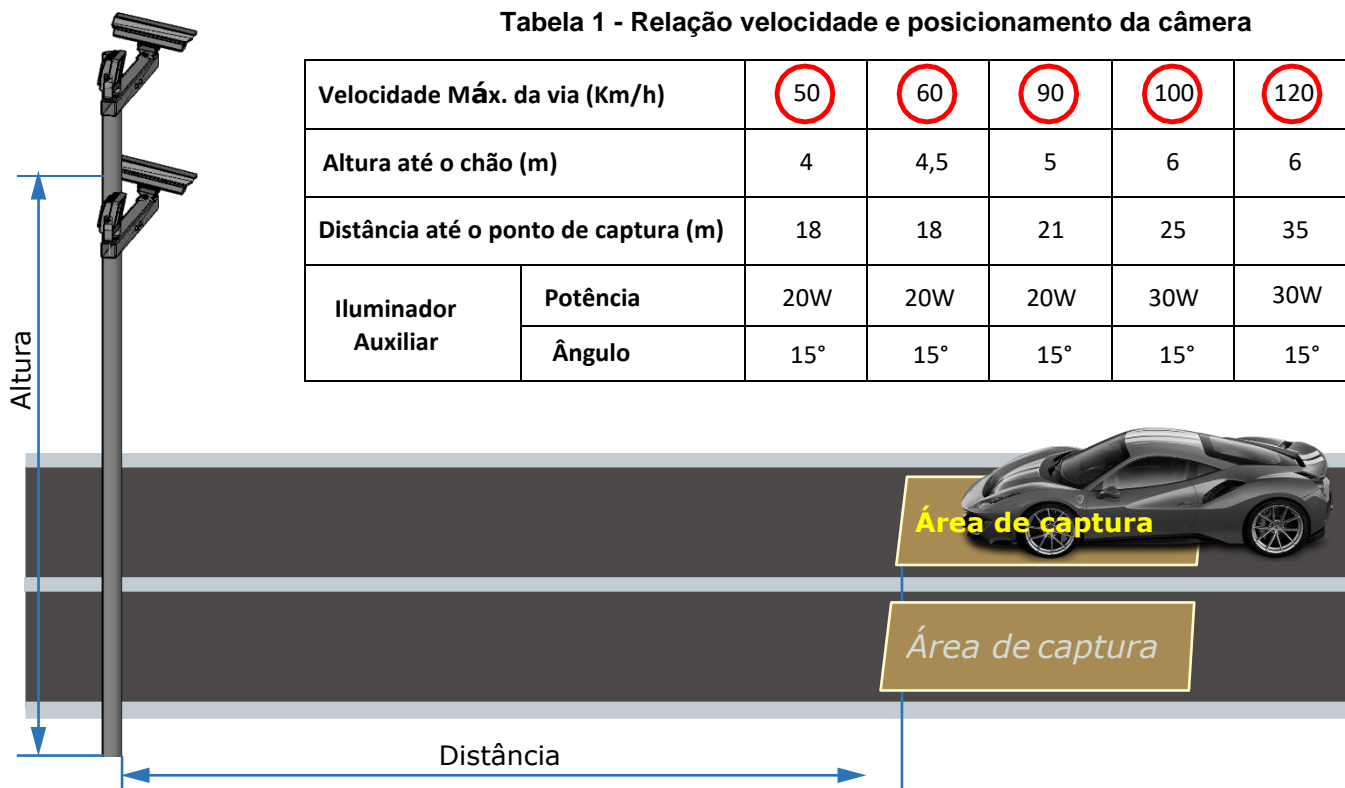 Tabela 1 - Relação velocidade e posicionamento da câmera
Velocidade Máx. da via (Km/h) 50 60 90 100 120
Altura até o chão (m) 4 4,5 5 6 6
Distância até o ponto de captura (m) 18 18 21 25 35
Iluminador Auxiliar Potência 20W 20W 20W 30W 30W
Ângulo 15° 15° 15° 15° 15°
Altura
Área de captura
Área de captura
Distância